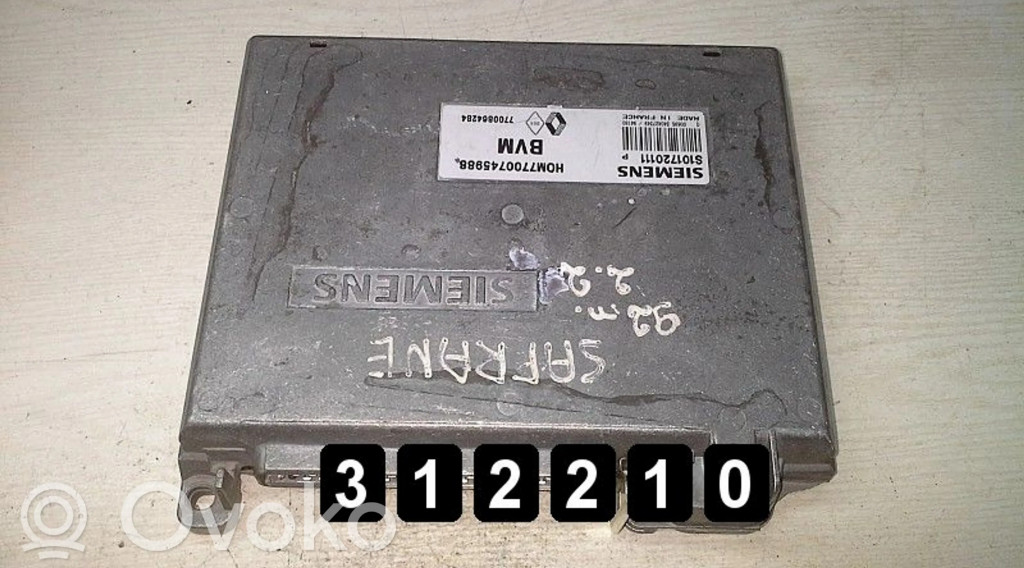 SIEMENS
S101720111 P
MADE IN FRANCE
HOM7700745988
BVM
7700864284
SIEMENS
92 m.
2.2
SAFRANE
312210
Ovoko